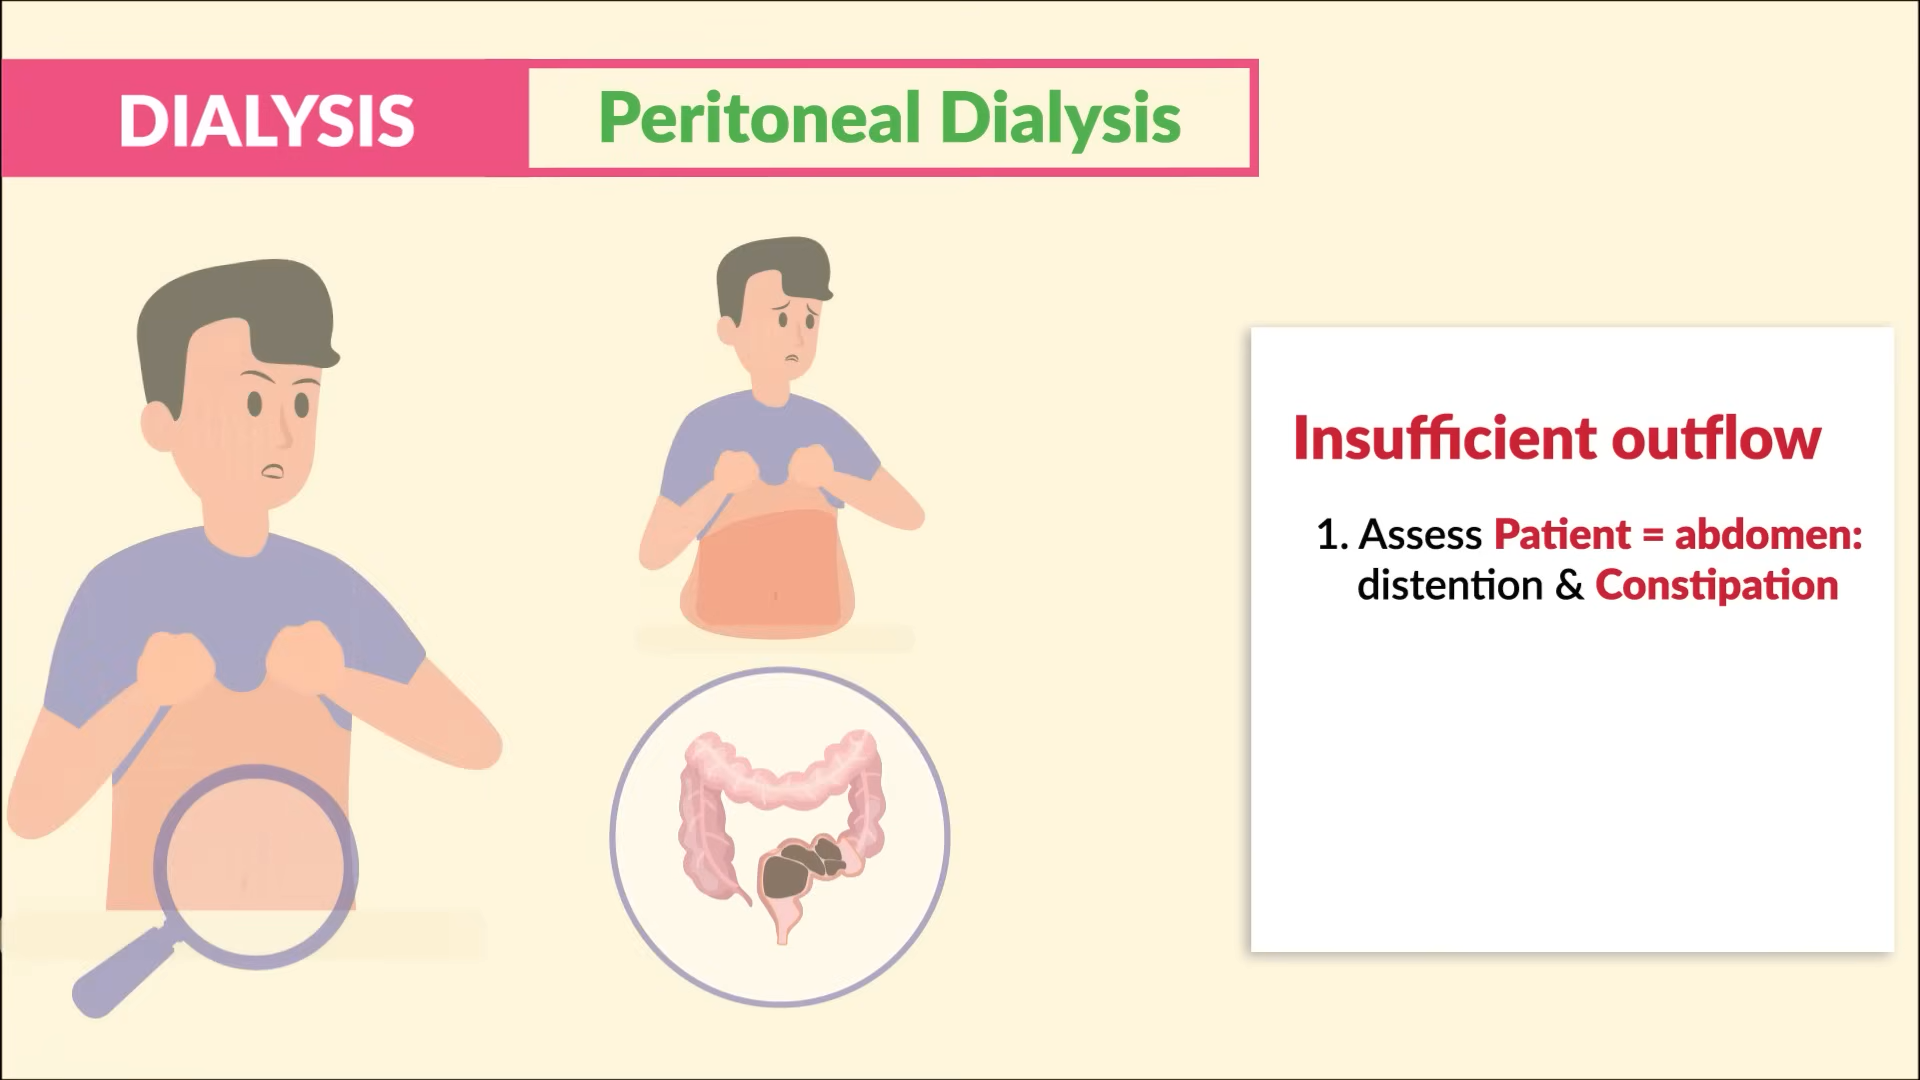 DIALYSIS
Peritoneal Dialysis
Insufficient outflow
1. Assess Patient = abdomen:
distention & Constipation